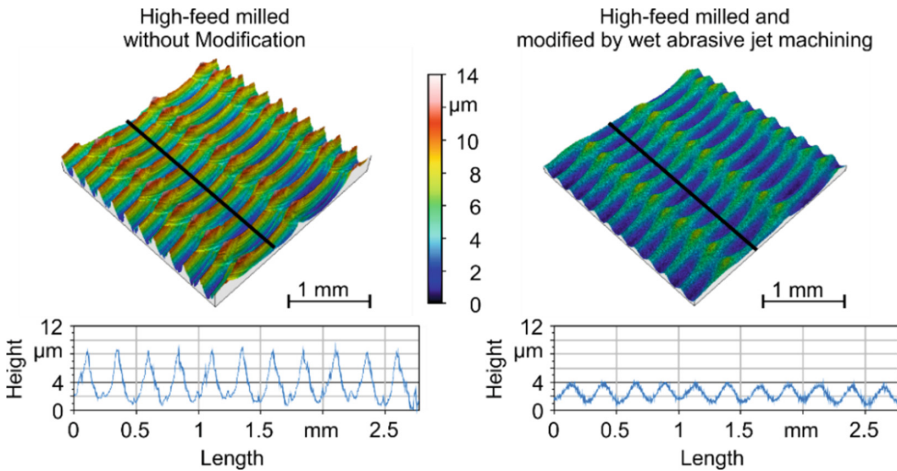 High-feed milled
without Modification
High-feed milled and
modified by wet abrasive jet machining
14
µm
10
8
6
4
2
0
1 mm
1 mm
12
µm
4
0
Height
0 0.5 1 1.5 mm 2.5
Length
12
µm
4
0
Height
0 0.5 1 1.5 mm 2.5
Length